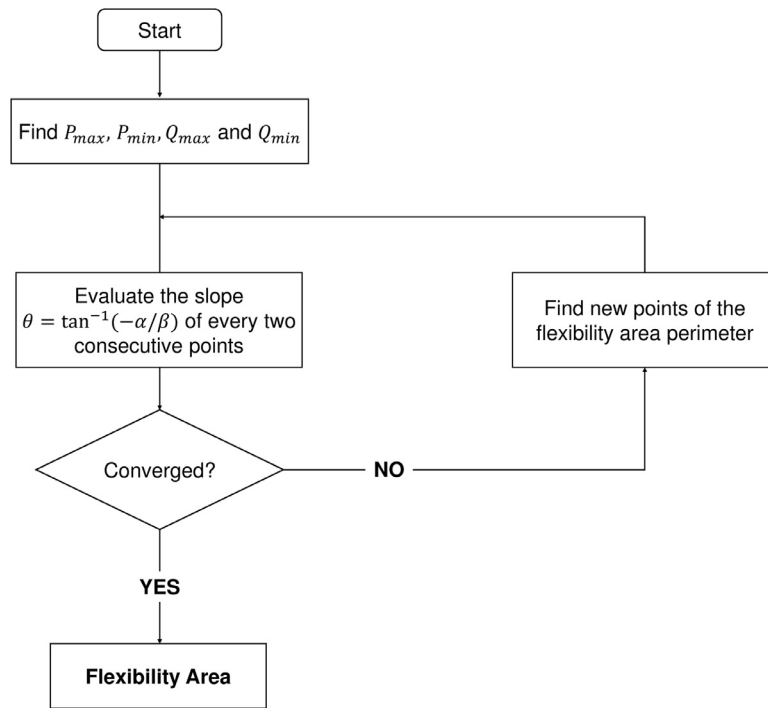 Start
Find P_max, P_min, Q_max and Q_min
Evaluate the slope
θ = tan⁻¹(−α/β) of every two
consecutive points
Find new points of the
flexibility area perimeter
Converged?
NO
YES
Flexibility Area